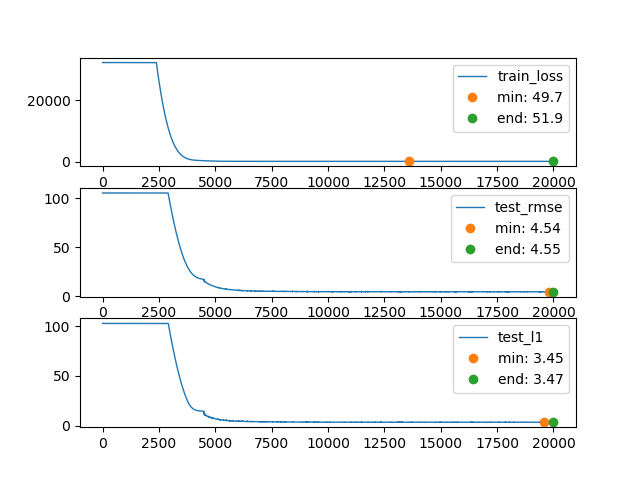 train_loss
min: 49.7
end: 51.9
20000
0
0 2500 5000 7500 10000 12500 15000 17500 20000
test_rmse
min: 4.54
end: 4.55
100
50
0
0 2500 5000 7500 10000 12500 15000 17500 20000
test_l1
min: 3.45
end: 3.47
100
50
0
0 2500 5000 7500 10000 12500 15000 17500 20000